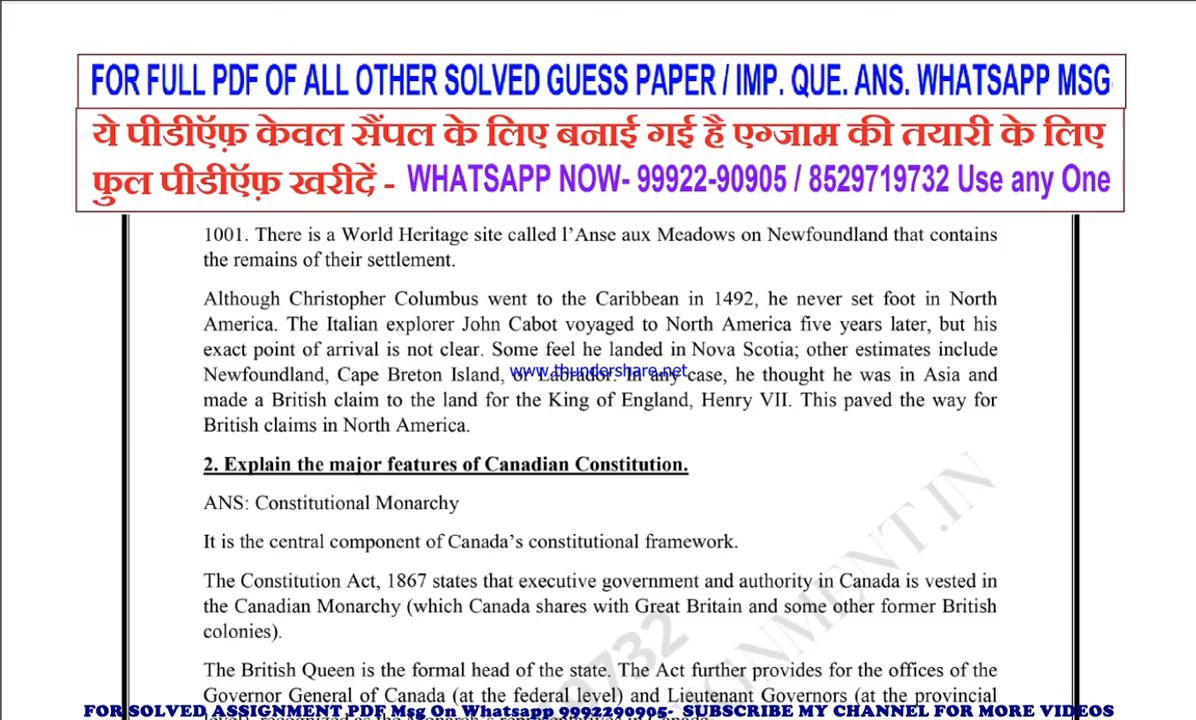 FOR FULL PDF OF ALL OTHER SOLVED GUESS PAPER / IMP. QUE. ANS. WHATSAPP MSG
ये पीडीऍफ़ केवल सैंपल के लिए बनाई गई है एग्जाम की तयारी के लिए
फुल पीडीऍफ़ खरीदें - WHATSAPP NOW- 99922-90905 / 8529719732 Use any One
1001. There is a World Heritage site called l’Anse aux Meadows on Newfoundland that contains
the remains of their settlement.
Although Christopher Columbus went to the Caribbean in 1492, he never set foot in North
America. The Italian explorer John Cabot voyaged to North America five years later, but his
exact point of arrival is not clear. Some feel he landed in Nova Scotia; other estimates include
Newfoundland, Cape Breton Island, or Labrador. In any case, he thought he was in Asia and
www.thundershare.net
made a British claim to the land for the King of England, Henry VII. This paved the way for
British claims in North America.
2. Explain the major features of Canadian Constitution.
ANS: Constitutional Monarchy
It is the central component of Canada’s constitutional framework.
The Constitution Act, 1867 states that executive government and authority in Canada is vested in
the Canadian Monarchy (which Canada shares with Great Britain and some other former British
colonies).
The British Queen is the formal head of the state. The Act further provides for the offices of the
Governor General of Canada (at the federal level) and Lieutenant Governors (at the provincial
FOR SOLVED ASSIGNMENT PDF Msg On Whatsapp 9992290905- SUBSCRIBE MY CHANNEL FOR MORE VIDEOS